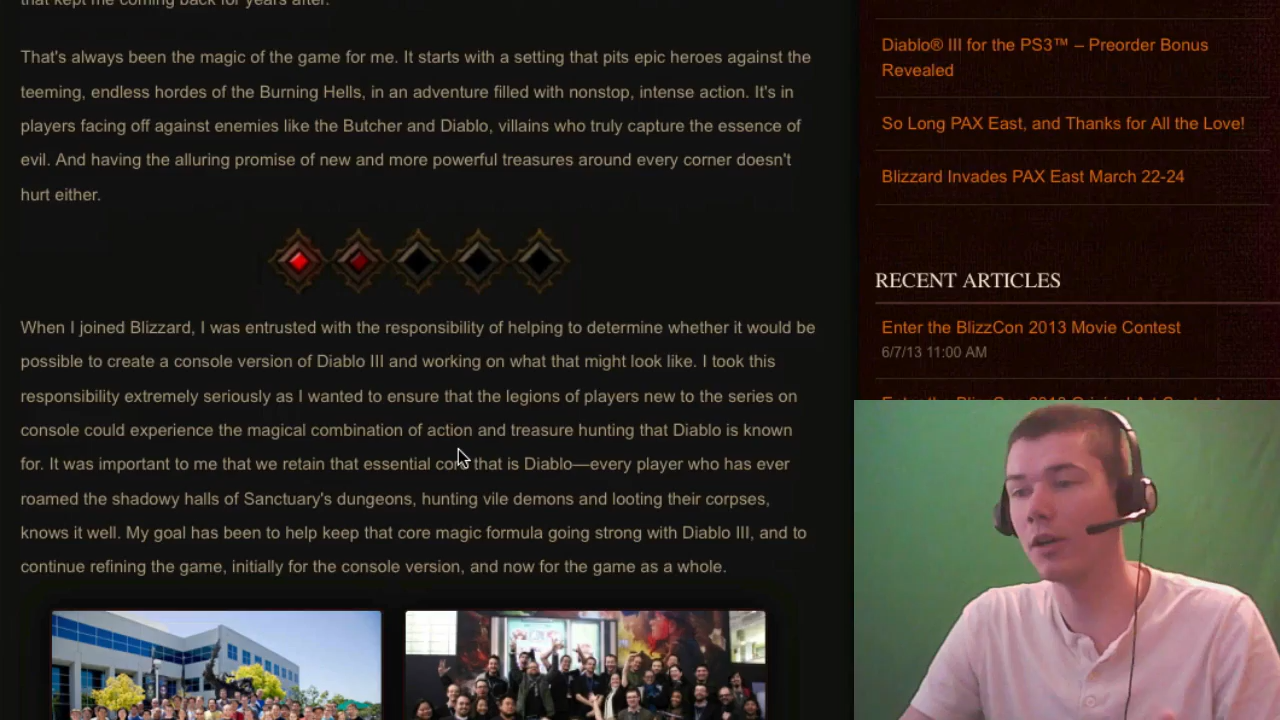 that kept me coming back for years after.
That's always been the magic of the game for me. It starts with a setting that pits epic heroes against the
teeming, endless hordes of the Burning Hells, in an adventure filled with nonstop, intense action. It's in
players facing off against enemies like the Butcher and Diablo, villains who truly capture the essence of
evil. And having the alluring promise of new and more powerful treasures around every corner doesn't
hurt either.
When I joined Blizzard, I was entrusted with the responsibility of helping to determine whether it would be
possible to create a console version of Diablo III and working on what that might look like. I took this
responsibility extremely seriously as I wanted to ensure that the legions of players new to the series on
console could experience the magical combination of action and treasure hunting that Diablo is known
for. It was important to me that we retain that essential core that is Diablo—every player who has ever
roamed the shadowy halls of Sanctuary's dungeons, hunting vile demons and looting their corpses,
knows it well. My goal has been to help keep that core magic formula going strong with Diablo III, and to
continue refining the game, initially for the console version, and now for the game as a whole.
Diablo® III for the PS3™ – Preorder Bonus
Revealed
So Long PAX East, and Thanks for All the Love!
Blizzard Invades PAX East March 22-24
RECENT ARTICLES
Enter the BlizzCon 2013 Movie Contest
6/7/13 11:00 AM